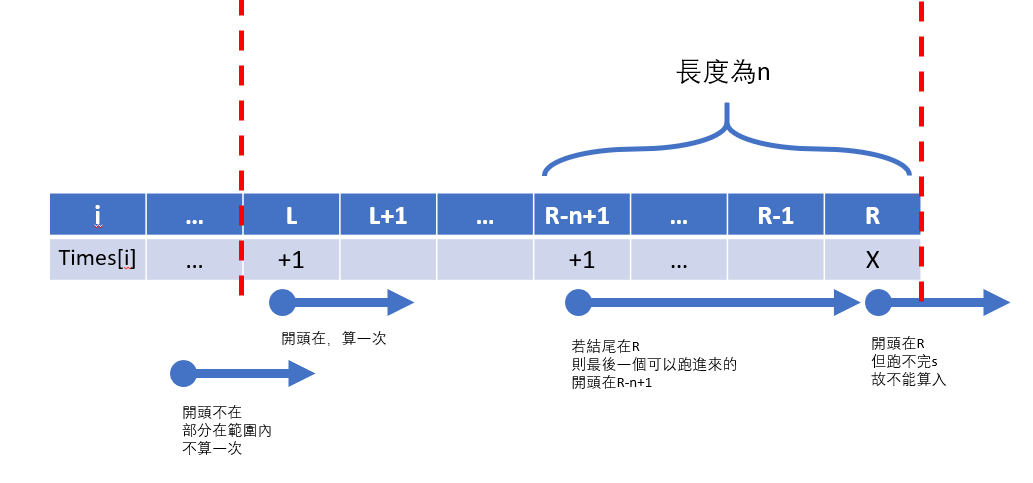 長度為n
i ... L L+1 ... R-n+1 ... R-1 R
Times[i] ... +1 +1 ... X
開頭在, 算一次
若結尾在R
則最後一個可以跑進來的
開頭在R-n+1
開頭在R
但跑不完s
故不能算入
開頭不在
部分在範圍內
不算一次